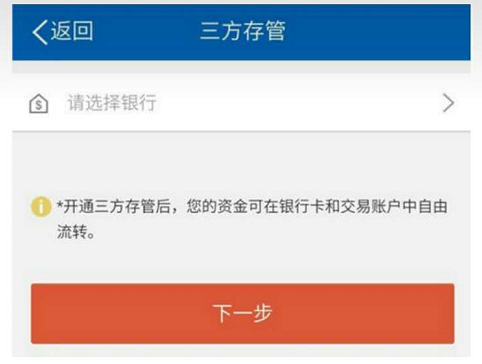 返回 三方存管
请选择银行
*开通三方存管后，您的资金可在银行卡和交易账户中自由
流转。
下一步